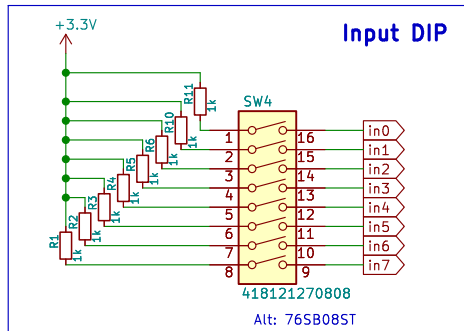 Input DIP
+3.3V
R11
1k
SW4
R10
1k
1
16
in0
R6
1k
2
15
in1
R5
1k
3
14
in2
R4
1k
4
13
in3
R3
1k
5
12
in4
R2
1k
6
11
in5
R1
1k
7
10
in6
8
9
in7
418121270808
Alt: 76SB08ST